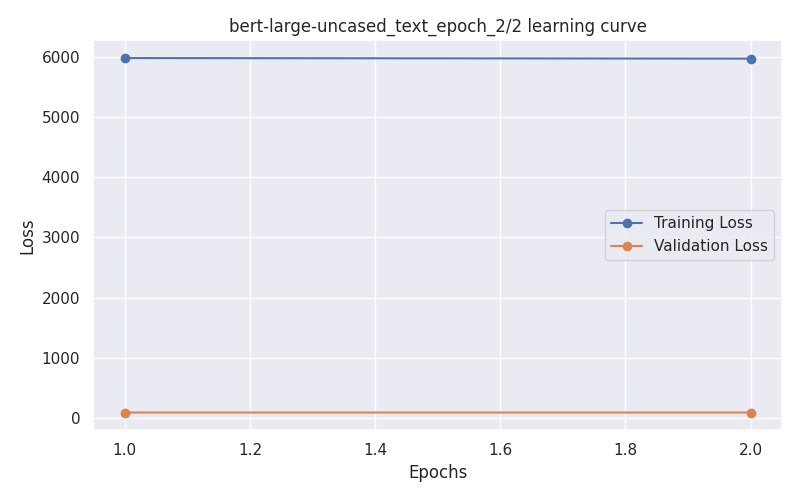 bert-large-uncased_text_epoch_2/2 learning curve
6000
5000
4000
3000
2000
1000
0
Loss
Training Loss
Validation Loss
1.0 1.2 1.4 1.6 1.8 2.0
Epochs